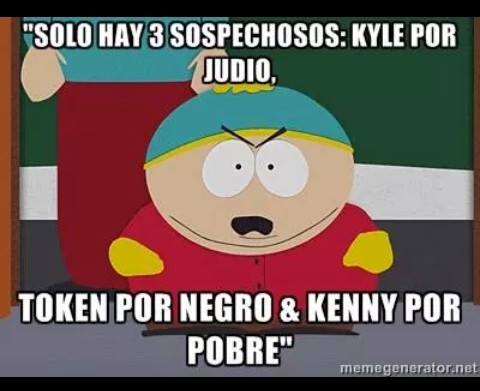 "SOLO HAY 3 SOSPECHOSOS: KYLE POR
JUDIO,
TOKEN POR NEGRO & KENNY POR
POBRE"
memegenerator.net